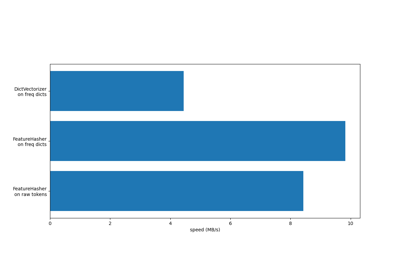 DictVectorizer
on freq dicts
FeatureHasher
on freq dicts
FeatureHasher
on raw tokens
0 2 4 6 8 10
speed (MB/s)